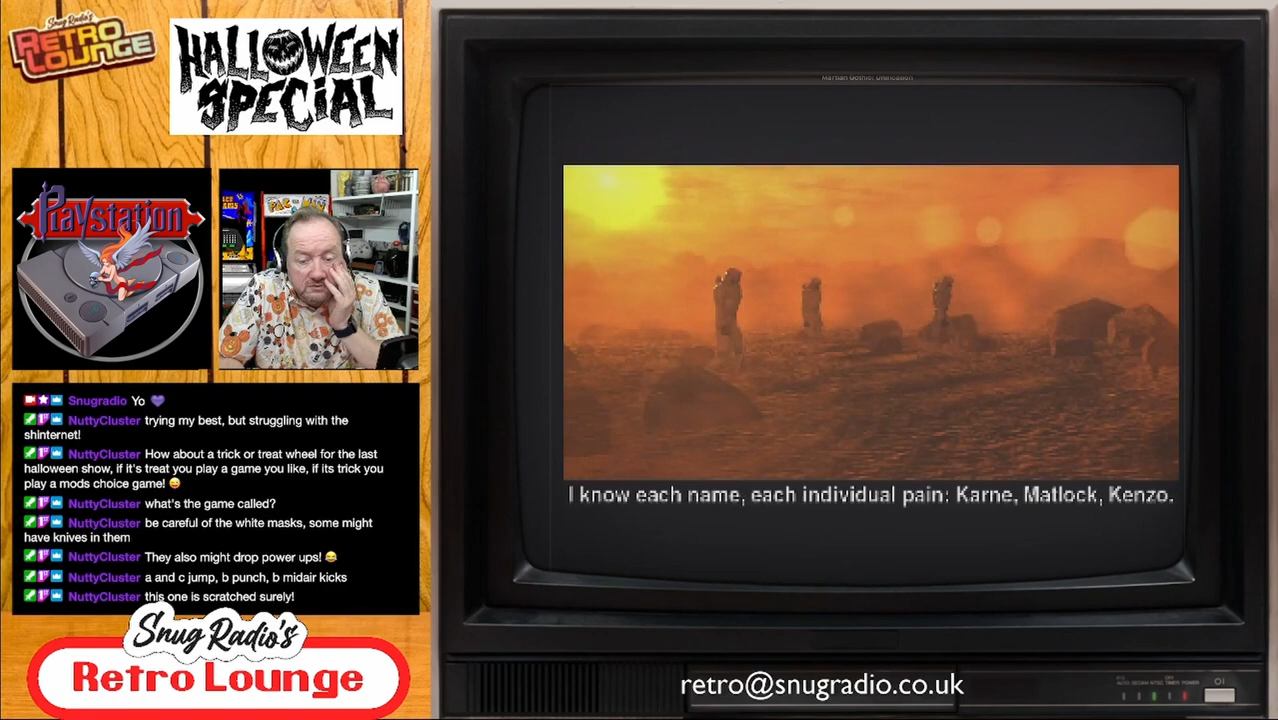 Snug Radio's
RETRO
LOUNGE
HALLOWEEN
SPECIAL
PlayStation
PAC-MAN
Snugradio Yo 💜
NuttyCluster trying my best, but struggling with the
shinternet!
NuttyCluster How about a trick or treat wheel for the last
halloween show, if it's treat you play a game you like, if its trick you
play a mods choice game! 😜
NuttyCluster what's the game called?
NuttyCluster be careful of the white masks, some might
have knives in them
NuttyCluster They also might drop power ups! 😂
NuttyCluster a and c jump, b punch, b midair kicks
NuttyCluster this one is scratched surely!
Snug Radio's
Retro Lounge
Martian Gothic: Unification
I know each name, each individual pain: Karne, Matlock, Kenzo.
retro@snugradio.co.uk